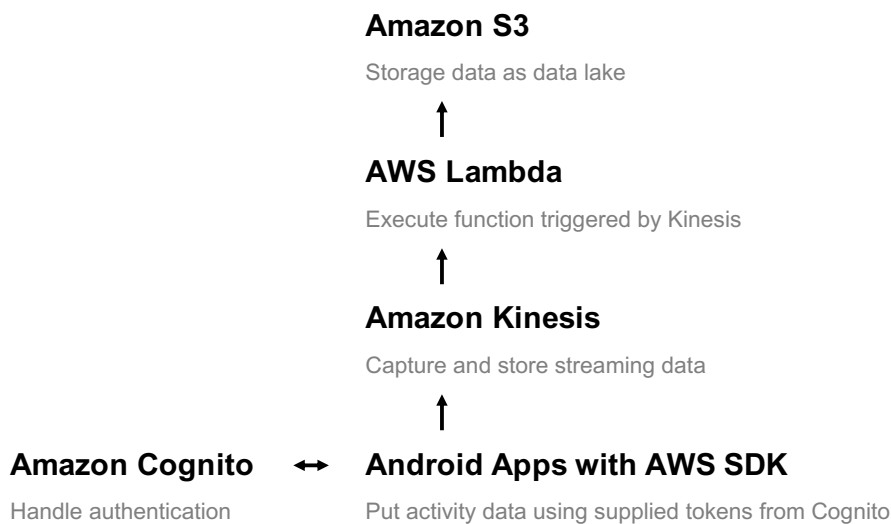 Amazon S3
Storage data as data lake
AWS Lambda
Execute function triggered by Kinesis
Amazon Kinesis
Capture and store streaming data
Amazon Cognito
Handle authentication
Android Apps with AWS SDK
Put activity data using supplied tokens from Cognito